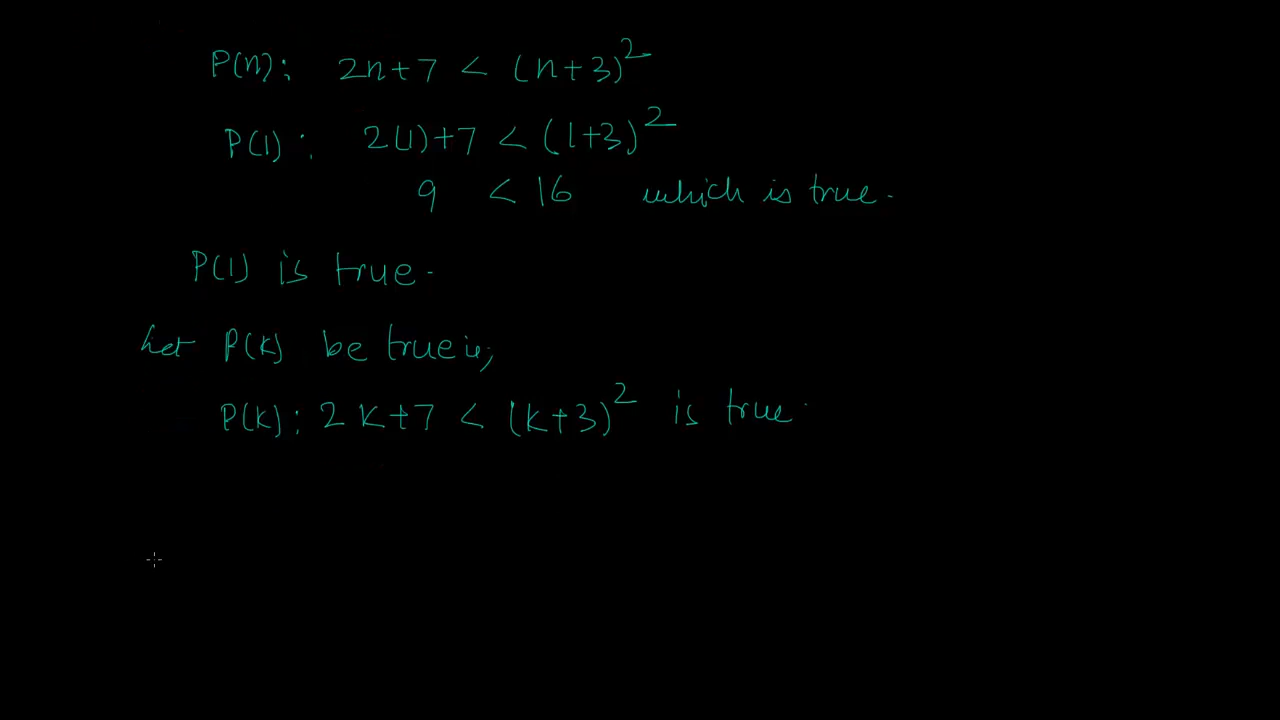 P(n): 2n+7 < (n+3)²
P(1): 2(1)+7 < (1+3)²
9 < 16 which is true.
P(1) is true.
Let P(k) be true ie;
P(k): 2k+7 < (k+3)² is true.